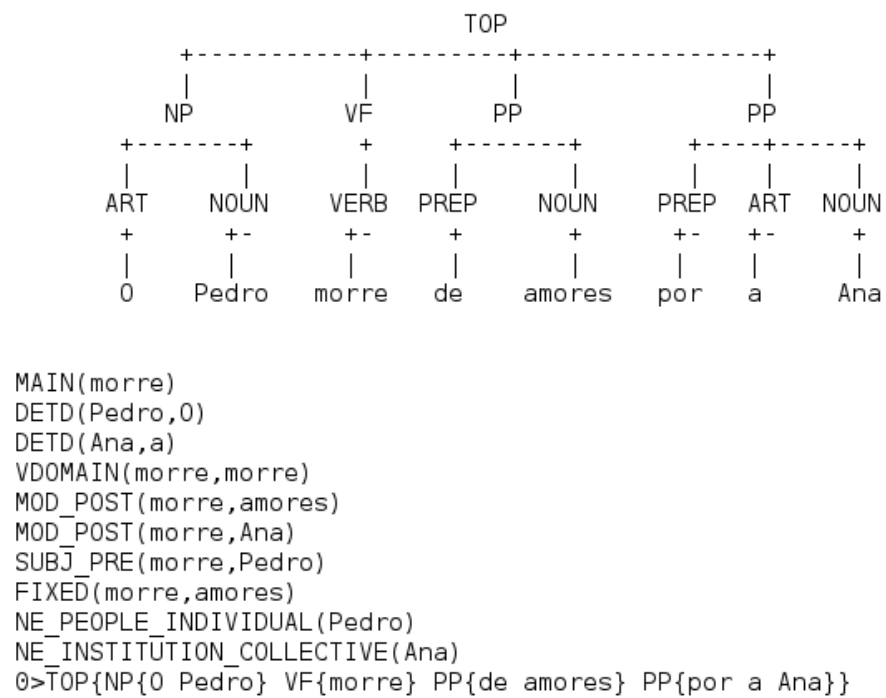 TOP
+-----------+---------+----------------+
| | | |
NP VF PP PP
+-------+ + +-------+ +----+-----+
| | | | | | | |
ART NOUN VERB PREP NOUN PREP ART NOUN
+ +- +- + + +- +- +
| | | | | | | |
O Pedro morre de amores por a Ana
MAIN(morre)
DETD(Pedro,O)
DETD(Ana,a)
VDOMAIN(morre,morre)
MOD_POST(morre,amores)
MOD_POST(morre,Ana)
SUBJ_PRE(morre,Pedro)
FIXED(morre,amores)
NE_PEOPLE_INDIVIDUAL(Pedro)
NE_INSTITUTION_COLLECTIVE(Ana)
0>TOP{NP{O Pedro} VF{morre} PP{de amores} PP{por a Ana}}